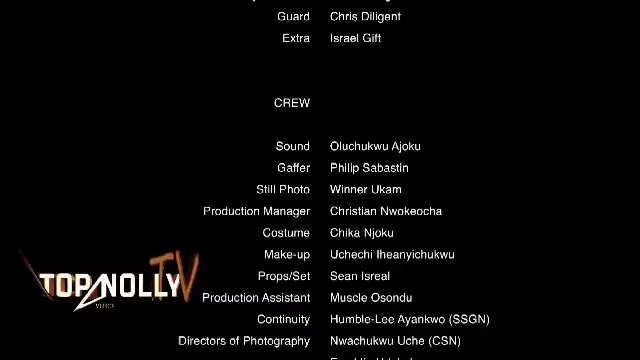 Guard Chris Diligent
Extra Israel Gift
CREW
Sound Oluchukwu Ajoku
Gaffer Philip Sabastin
Still Photo Winner Ukam
Production Manager Christian Nwokeocha
Costume Chika Njoku
Make-up Uchechi Iheanyichukwu
Props/Set Sean Isreal
Production Assistant Muscle Osondu
Continuity Humble-Lee Ayankwo (SSGN)
Directors of Photography Nwachukwu Uche (CSN)
TOPNOLLY TV